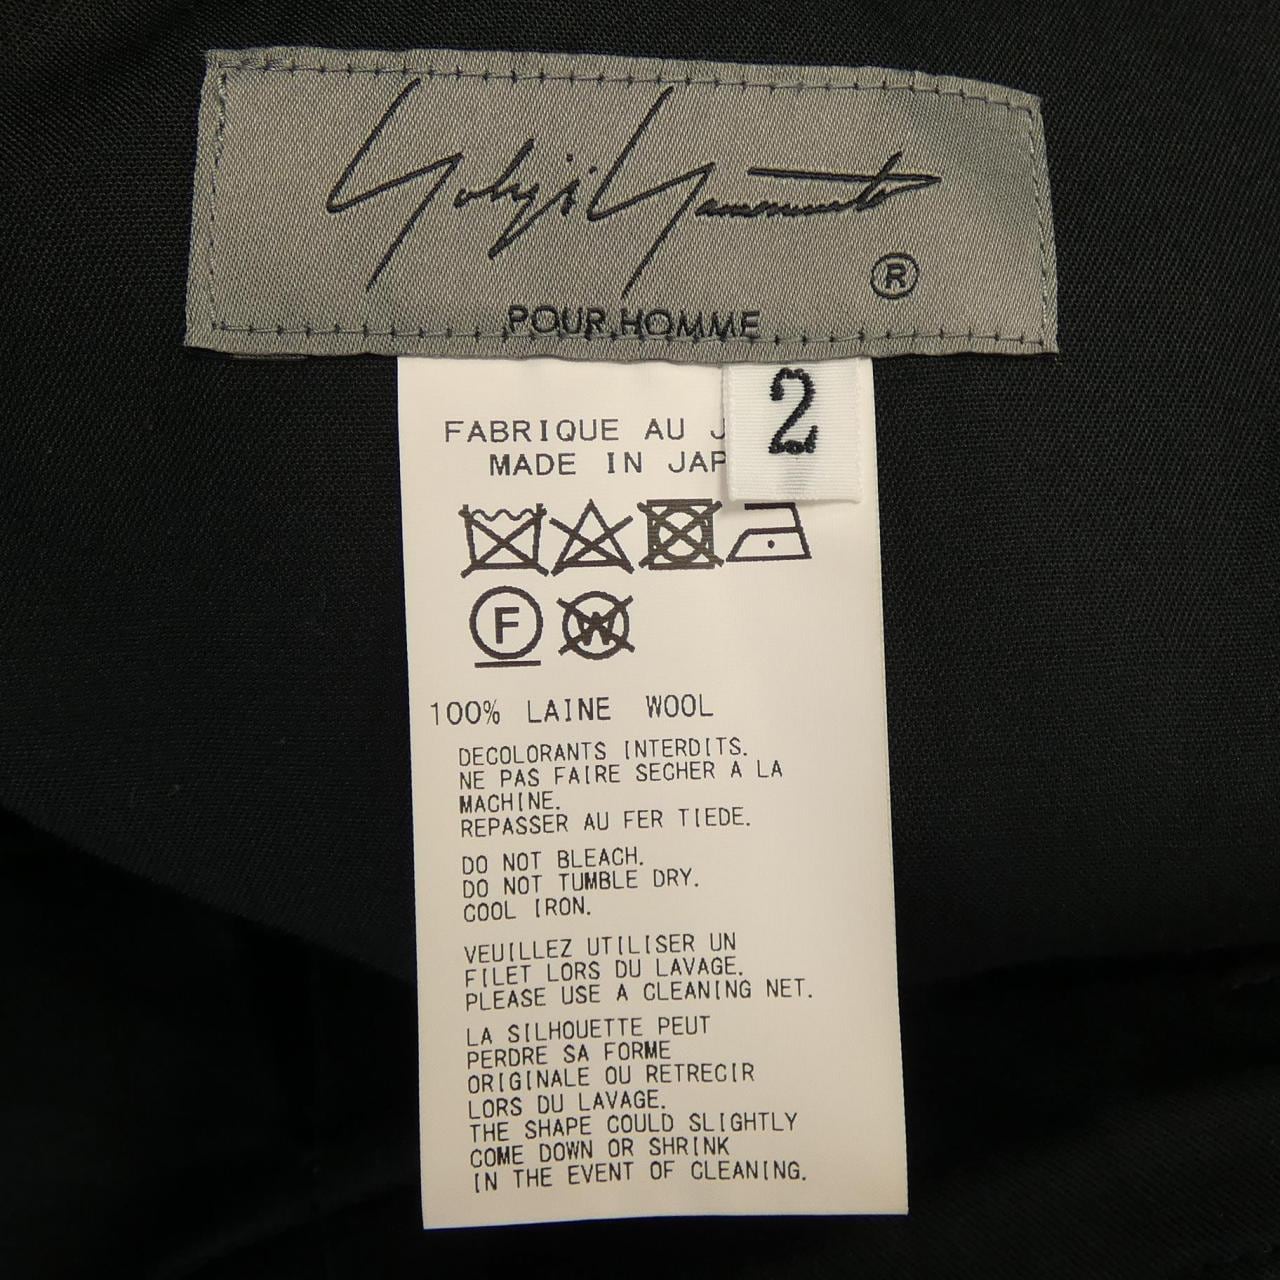 Yohji Yamamoto
®
POUR HOMME
2
FABRIQUE AU J
MADE IN JAP
F
W
100% LAINE WOOL
DECOLORANTS INTERDITS.
NE PAS FAIRE SECHER A LA
MACHINE.
REPASSER AU FER TIEDE.
DO NOT BLEACH.
DO NOT TUMBLE DRY.
COOL IRON.
VEUILLEZ UTILISER UN
FILET LORS DU LAVAGE.
PLEASE USE A CLEANING NET.
LA SILHOUETTE PEUT
PERDRE SA FORME
ORIGINALE OU RETRECIR
LORS DU LAVAGE.
THE SHAPE COULD SLIGHTLY
COME DOWN OR SHRINK
IN THE EVENT OF CLEANING.